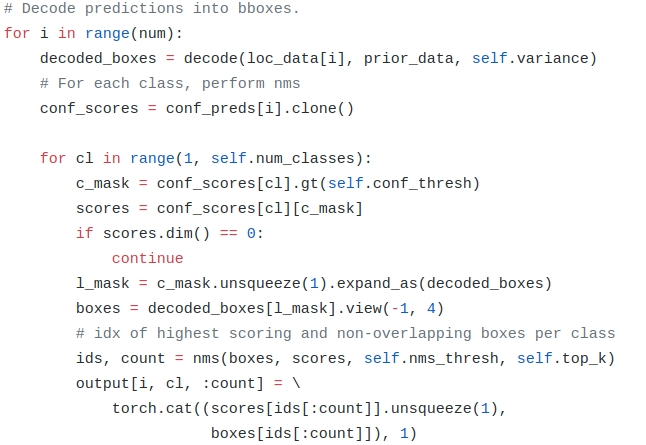 # Decode predictions into bboxes.
for i in range(num):
    decoded_boxes = decode(loc_data[i], prior_data, self.variance)
    # For each class, perform nms
    conf_scores = conf_preds[i].clone()

    for cl in range(1, self.num_classes):
        c_mask = conf_scores[cl].gt(self.conf_thresh)
        scores = conf_scores[cl][c_mask]
        if scores.dim() == 0:
            continue
        l_mask = c_mask.unsqueeze(1).expand_as(decoded_boxes)
        boxes = decoded_boxes[l_mask].view(-1, 4)
        # idx of highest scoring and non-overlapping boxes per class
        ids, count = nms(boxes, scores, self.nms_thresh, self.top_k)
        output[i, cl, :count] = \
            torch.cat((scores[ids[:count]].unsqueeze(1),
                       boxes[ids[:count]]), 1)